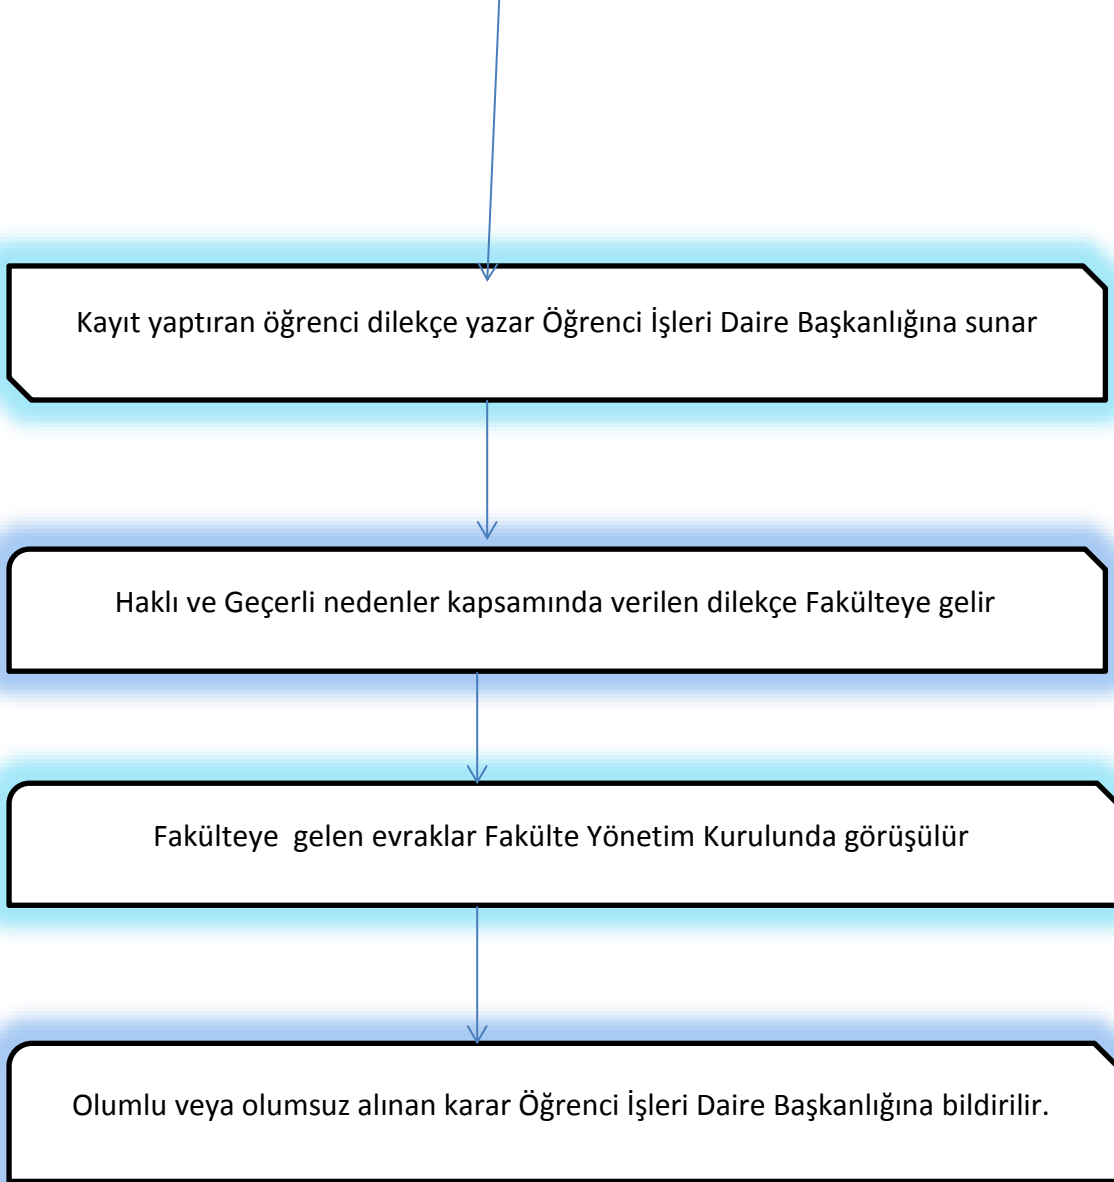 Kayıt yaptıran öğrenci dilekçe yazar Öğrenci İşleri Daire Başkanlığına sunar
Haklı ve Geçerli nedenler kapsamında verilen dilekçe Fakülteye gelir
Fakülteye  gelen evraklar Fakülte Yönetim Kurulunda görüşülür
Olumlu veya olumsuz alınan karar Öğrenci İşleri Daire Başkanlığına bildirilir.